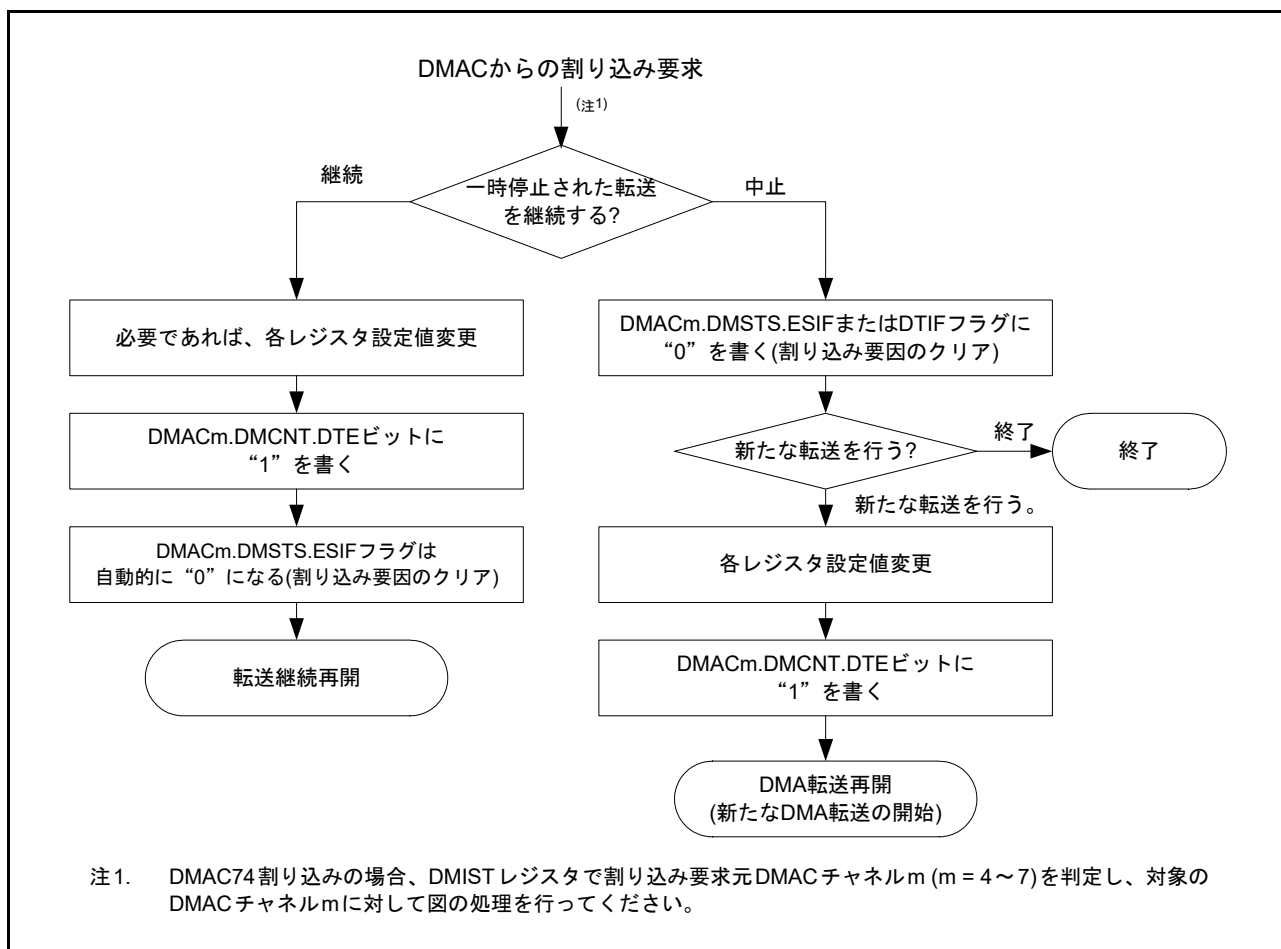 DMACからの割り込み要求
(注1)
一時停止された転送
を継続する?
継続
中止
必要であれば、各レジスタ設定値変更
DMACm.DMCNT.DTEビットに
“1”を書く
DMACm.DMSTS.ESIFフラグは
自動的に“0”になる(割り込み要因のクリア)
転送継続再開
DMACm.DMSTS.ESIFまたはDTIFフラグに
“0”を書く(割り込み要因のクリア)
新たな転送を行う?
終了
終了
新たな転送を行う。
各レジスタ設定値変更
DMACm.DMCNT.DTEビットに
“1”を書く
DMA転送再開
(新たなDMA転送の開始)
注1. DMAC74割り込みの場合、DMISTレジスタで割り込み要求元DMACチャネルm (m = 4～7)を判定し、対象の
DMACチャネルmに対して図の処理を行ってください。